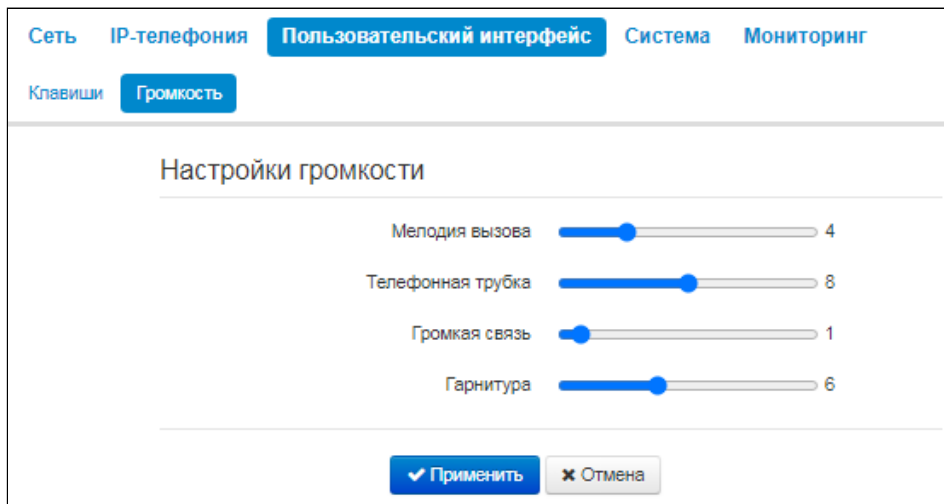 Сеть IP-телефония Пользовательский интерфейс Система Мониторинг
Клавиши Громкость
Настройки громкости
Мелодия вызова 4
Телефонная трубка 8
Громкая связь 1
Гарнитура 6
Применить Отмена